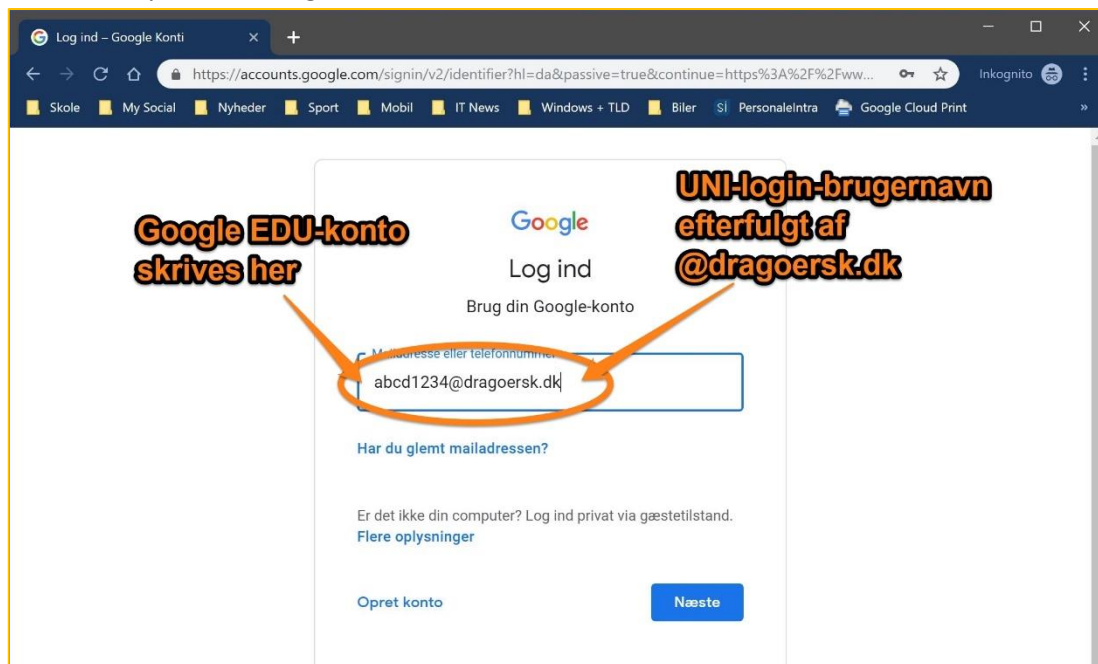 Log ind – Google Konti
https://accounts.google.com/signin/v2/identifier?hl=da&passive=true&continue=https%3A%2F%2Fww...
Inkognito
Skole My Social Nyheder Sport Mobil IT News Windows + TLD Biler SI PersonaleIntra Google Cloud Print »
Google EDU-konto
skrives her
UNI-login-brugernavn
efterfulgt af
@dragoersk.dk
Google
Log ind
Brug din Google-konto
Mailadresse eller telefonnummer
abcd1234@dragoersk.dk
Har du glemt mailadressen?
Er det ikke din computer? Log ind privat via gæstetilstand.
Flere oplysninger
Opret konto
Næste